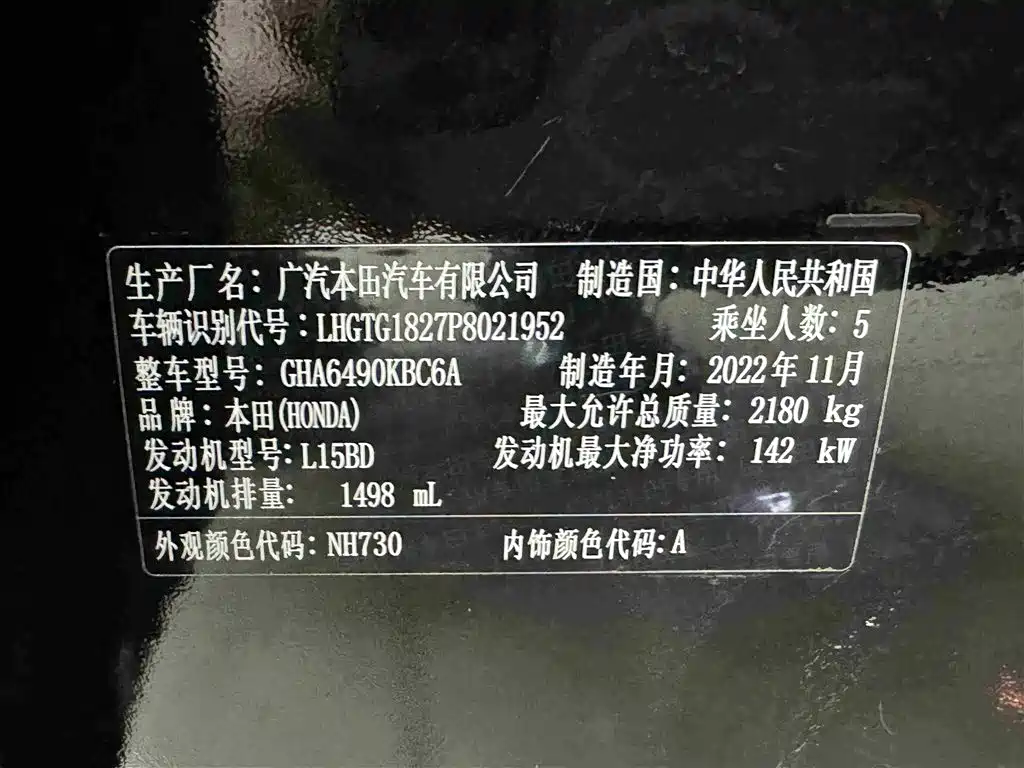 生产厂名：广汽本田汽车有限公司 制造国：中华人民共和国
车辆识别代号：LHGTG1827P8021952 乘坐人数：5
整车型号：GHA6490KBC6A 制造年月：2022年11月
品牌：本田(HONDA) 最大允许总质量：2180 kg
发动机型号：L15BD 发动机最大净功率：142 kW
发动机排量：1498 mL
外观颜色代码：NH730 内饰颜色代码：A